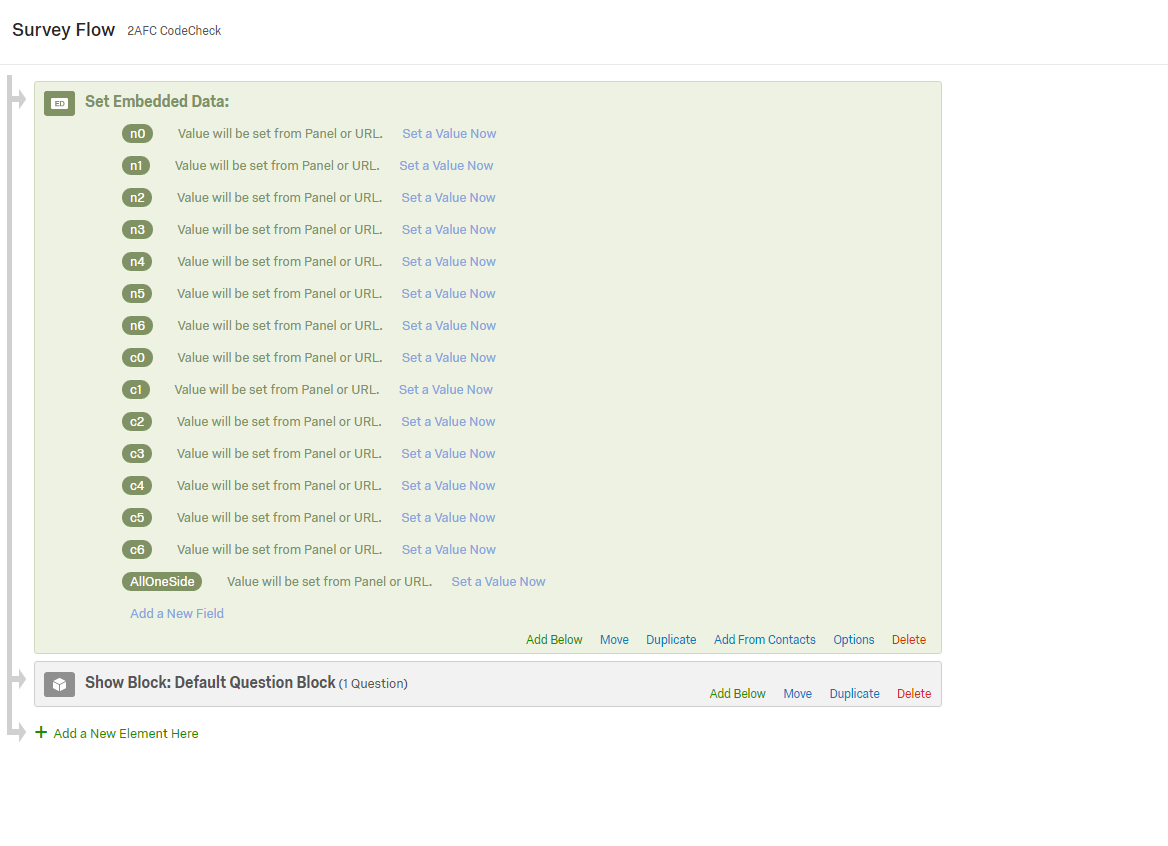 Survey Flow 2AFC CodeCheck
ED Set Embedded Data:
n0 Value will be set from Panel or URL. Set a Value Now
n1 Value will be set from Panel or URL. Set a Value Now
n2 Value will be set from Panel or URL. Set a Value Now
n3 Value will be set from Panel or URL. Set a Value Now
n4 Value will be set from Panel or URL. Set a Value Now
n5 Value will be set from Panel or URL. Set a Value Now
n6 Value will be set from Panel or URL. Set a Value Now
c0 Value will be set from Panel or URL. Set a Value Now
c1 Value will be set from Panel or URL. Set a Value Now
c2 Value will be set from Panel or URL. Set a Value Now
c3 Value will be set from Panel or URL. Set a Value Now
c4 Value will be set from Panel or URL. Set a Value Now
c5 Value will be set from Panel or URL. Set a Value Now
c6 Value will be set from Panel or URL. Set a Value Now
AllOneSide Value will be set from Panel or URL. Set a Value Now
Add a New Field
Add Below Move Duplicate Add From Contacts Options Delete
Show Block: Default Question Block (1 Question)
Add Below Move Duplicate Delete
+ Add a New Element Here